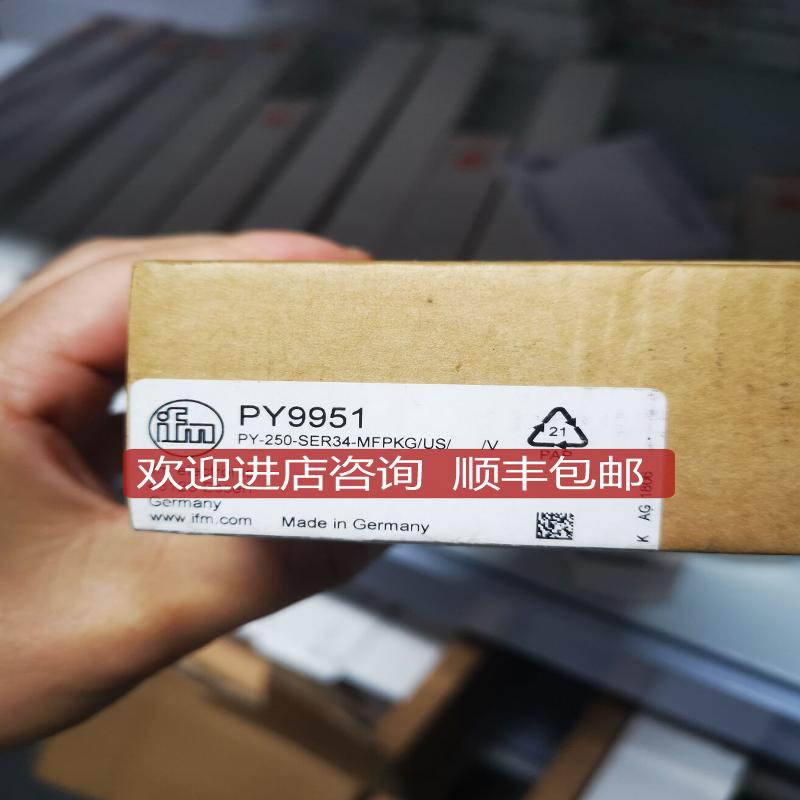 ifm
PY9951
PY-250-SER34-MFPKG/US/ /V
21
PAP
欢迎进店咨询 顺丰包邮
Germany
www.ifm.com
Made in Germany
K AG 1606